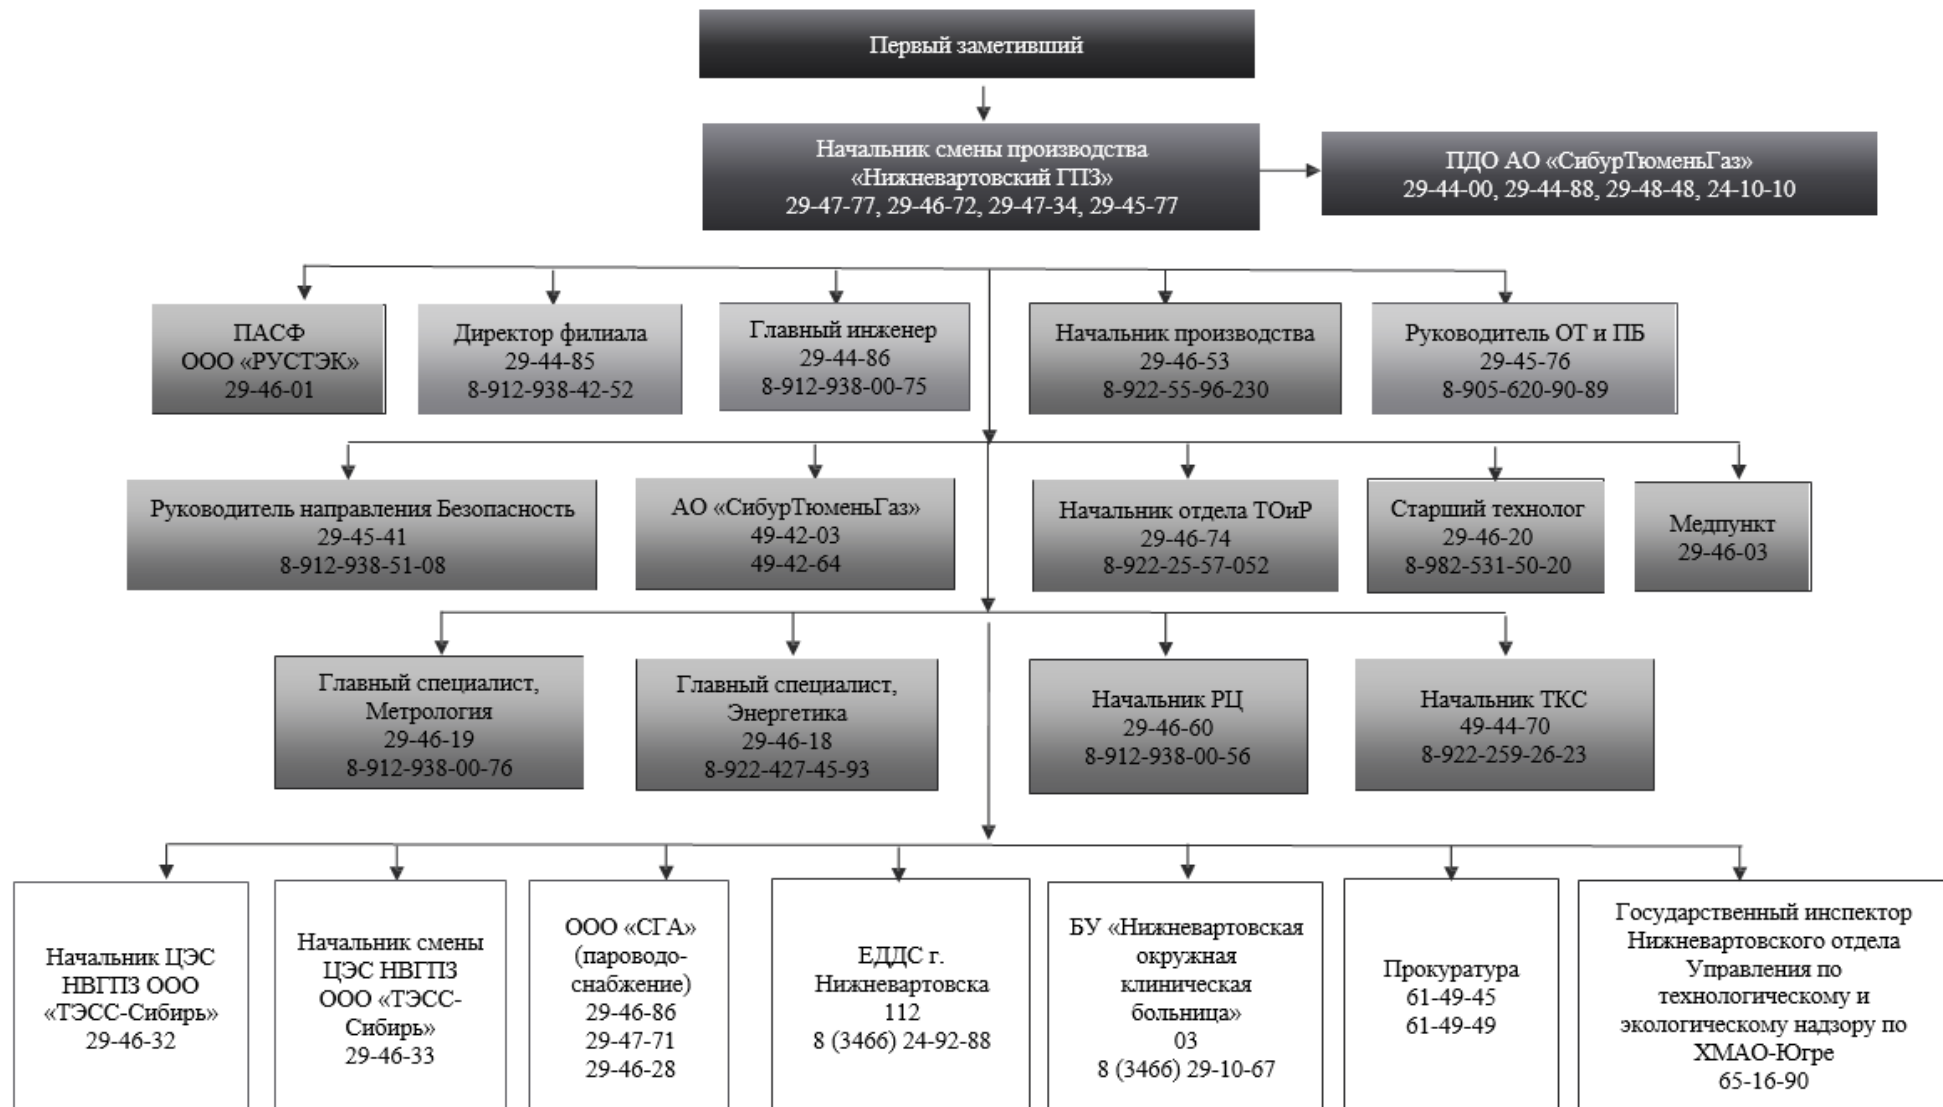 Первый заметивший
Начальник смены производства
«Нижневартовский ГПЗ»
29-47-77, 29-46-72, 29-47-34, 29-45-77
ПДО АО «СибурТюменьГаз»
29-44-00, 29-44-88, 29-48-48, 24-10-10
ПАСФ
ООО «РУСТЭК»
29-46-01
Директор филиала
29-44-85
8-912-938-42-52
Главный инженер
29-44-86
8-912-938-00-75
Начальник производства
29-46-53
8-922-55-96-230
Руководитель ОТ и ПБ
29-45-76
8-905-620-90-89
Руководитель направления Безопасность
29-45-41
8-912-938-51-08
АО «СибурТюменьГаз»
49-42-03
49-42-64
Начальник отдела ТОиР
29-46-74
8-922-25-57-052
Старший технолог
29-46-20
8-982-531-50-20
Медпункт
29-46-03
Главный специалист,
Метрология
29-46-19
8-912-938-00-76
Главный специалист,
Энергетика
29-46-18
8-922-427-45-93
Начальник РЦ
29-46-60
8-912-938-00-56
Начальник ТКС
49-44-70
8-922-259-26-23
Начальник ЦЭС
НВГПЗ ООО
«ТЭСС-Сибирь»
29-46-32
Начальник смены
ЦЭС НВГПЗ
ООО «ТЭСС-
Сибирь»
29-46-33
ООО «СГА»
(пароводо-
снабжение)
29-46-86
29-47-71
29-46-28
ЕДДС г.
Нижневартовска
112
8 (3466) 24-92-88
БУ «Нижневартовская
окружная
клиническая
больница»
03
8 (3466) 29-10-67
Прокуратура
61-49-45
61-49-49
Государственный инспектор
Нижневартовского отдела
Управления по
технологическому и
экологическому надзору по
ХМАО-Югре
65-16-90